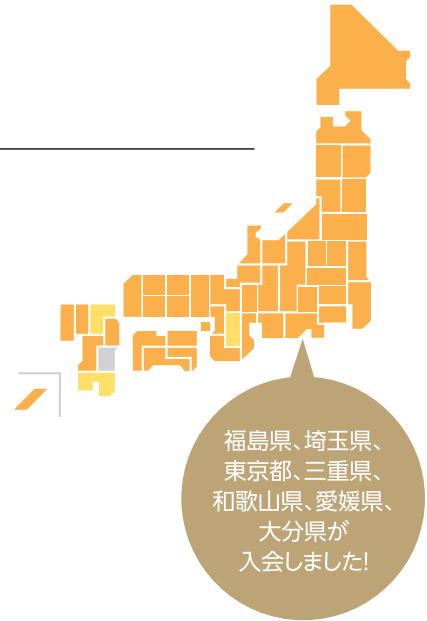 福島県、埼玉県、
東京都、三重県、
和歌山県、愛媛県、
大分県が
入会しました!